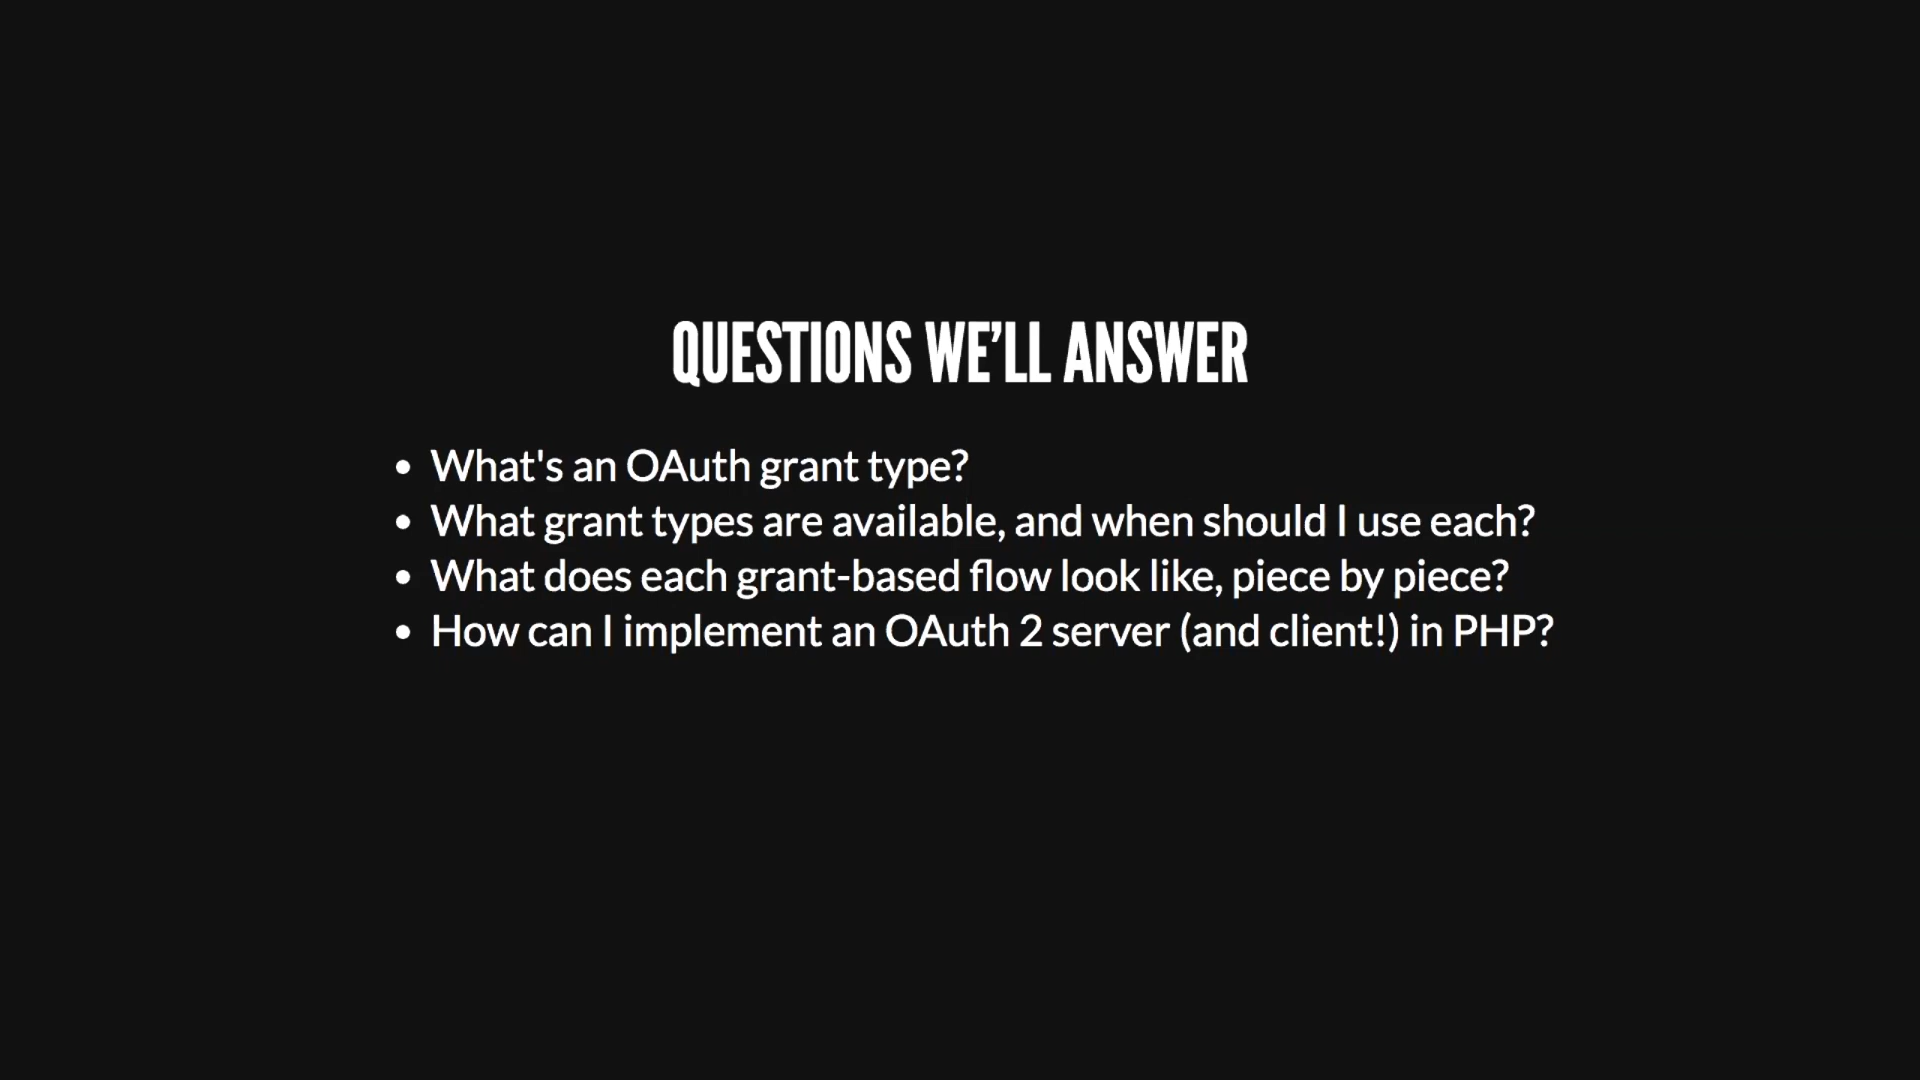 QUESTIONS WE’LL ANSWER
• What's an OAuth grant type?
• What grant types are available, and when should I use each?
• What does each grant-based flow look like, piece by piece?
• How can I implement an OAuth 2 server (and client!) in PHP?